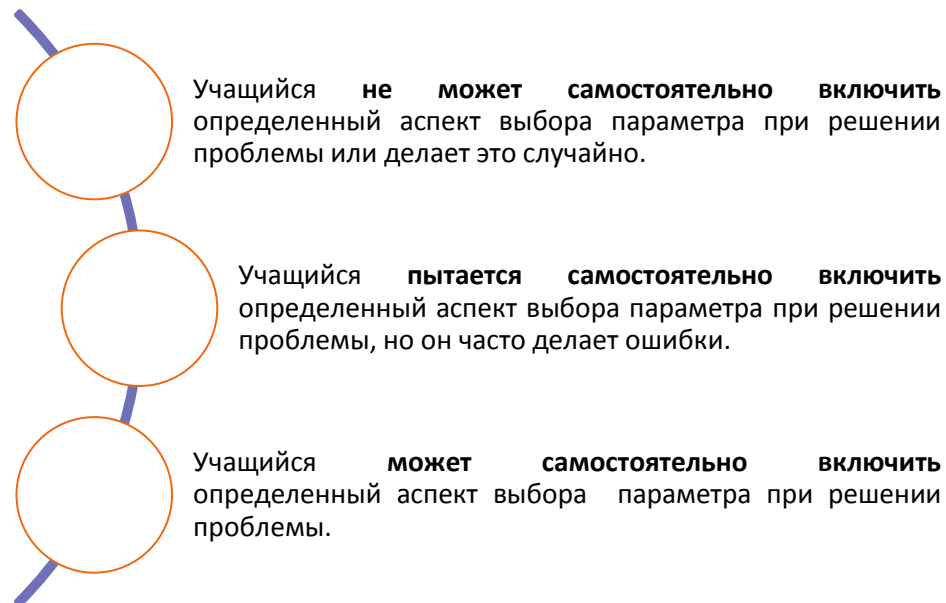 Учащийся не может самостоятельно включить
определенный аспект выбора параметра при решении
проблемы или делает это случайно.
Учащийся пытается самостоятельно включить
определенный аспект выбора параметра при решении
проблемы, но он часто делает ошибки.
Учащийся может самостоятельно включить
определенный аспект выбора параметра при решении
проблемы.